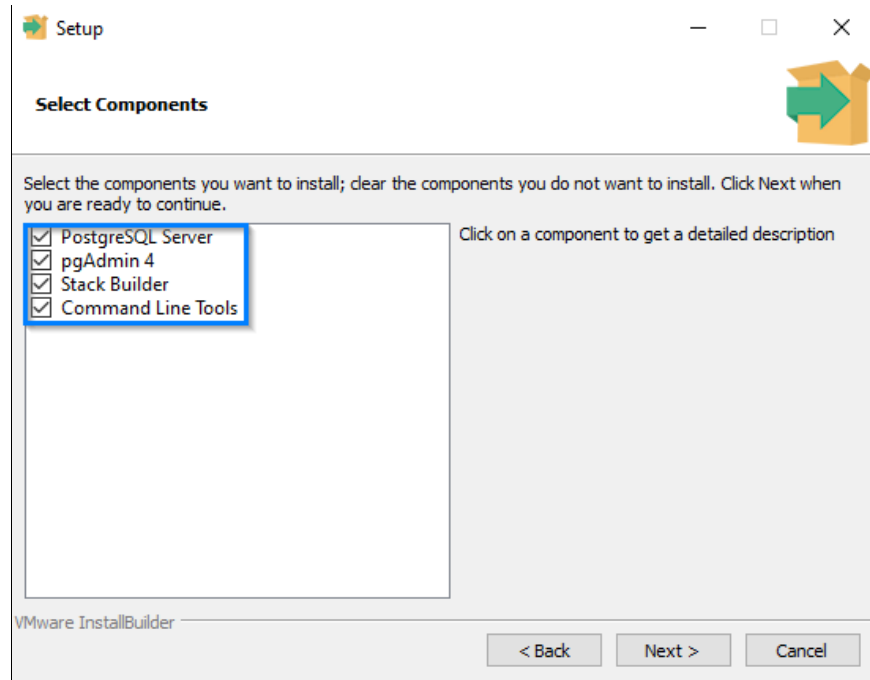 Setup
Select Components
Select the components you want to install; clear the components you do not want to install. Click Next when
you are ready to continue.
PostgreSQL Server
pgAdmin 4
Stack Builder
Command Line Tools
Click on a component to get a detailed description
VMware InstallBuilder
< Back
Next >
Cancel